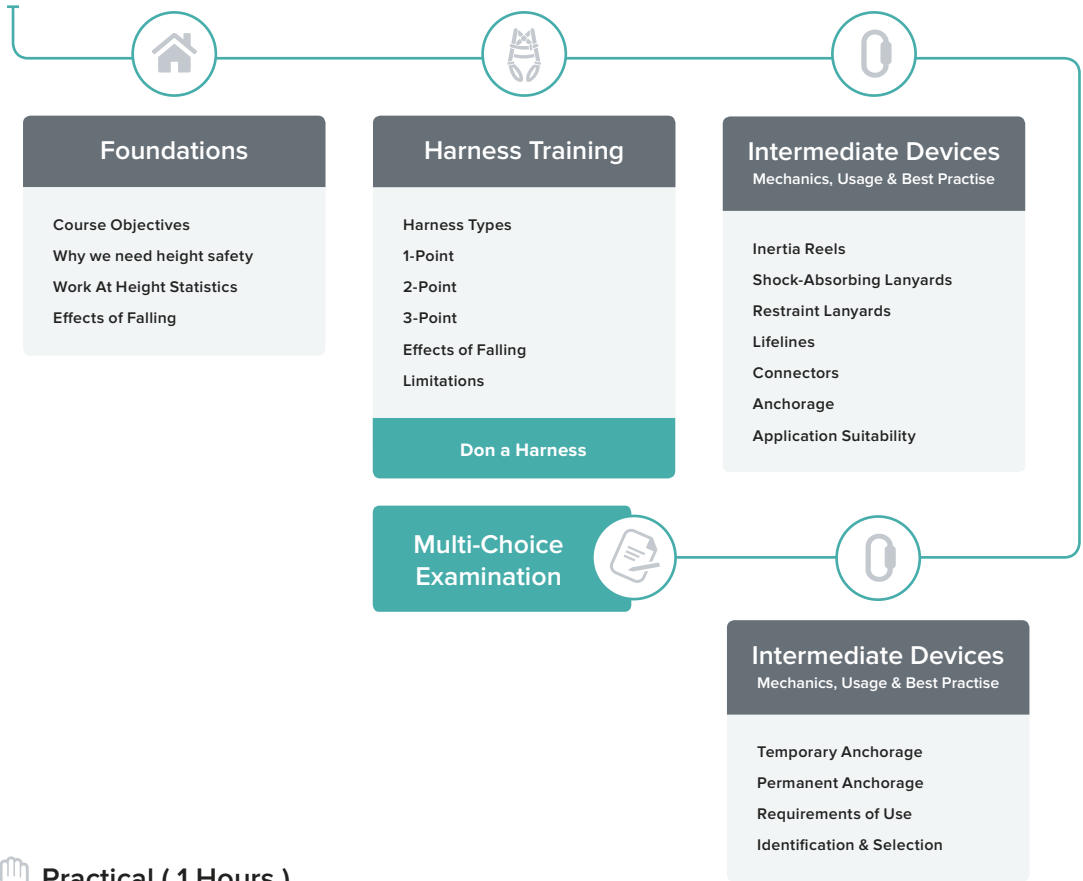 Foundations
Course Objectives
Why we need height safety
Work At Height Statistics
Effects of Falling
Harness Training
Harness Types
1-Point
2-Point
3-Point
Effects of Falling
Limitations
Don a Harness
Intermediate Devices
Mechanics, Usage & Best Practise
Inertia Reels
Shock-Absorbing Lanyards
Restraint Lanyards
Lifelines
Connectors
Anchorage
Application Suitability
Intermediate Devices
Mechanics, Usage & Best Practise
Temporary Anchorage
Permanent Anchorage
Requirements of Use
Identification & Selection
Multi-Choice
Examination
Practical ( 1 Hours )